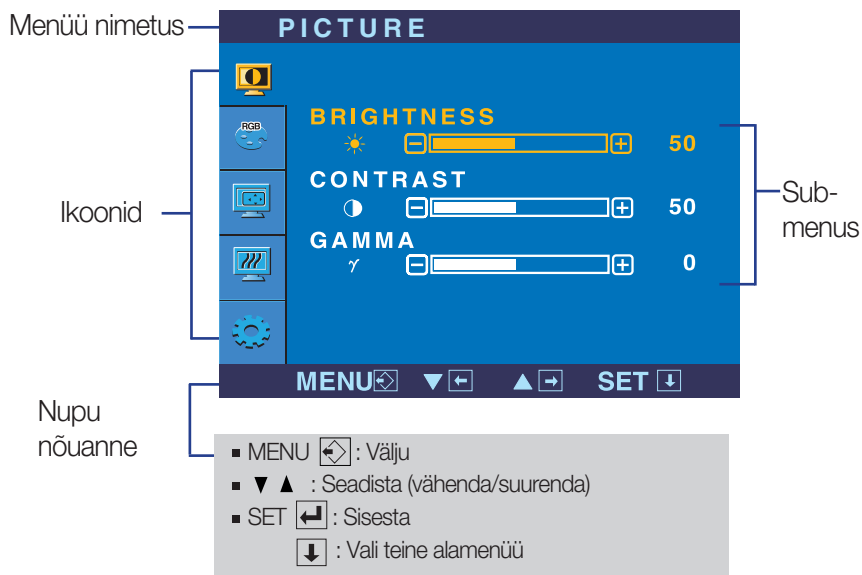 Menüü nimetus
PICTURE
RGB
BRIGHTNESS
50
CONTRAST
50
GAMMA
γ
0
Ikoonid
Sub-
menus
MENU ▼ ← ▲ → SET ↓
Nupu
nõuanne
▪ MENU : Välju
▪ ▼ ▲ : Seadista (vähenda/suurenda)
▪ SET ↵ : Sisesta
↓ : Vali teine alamenüü